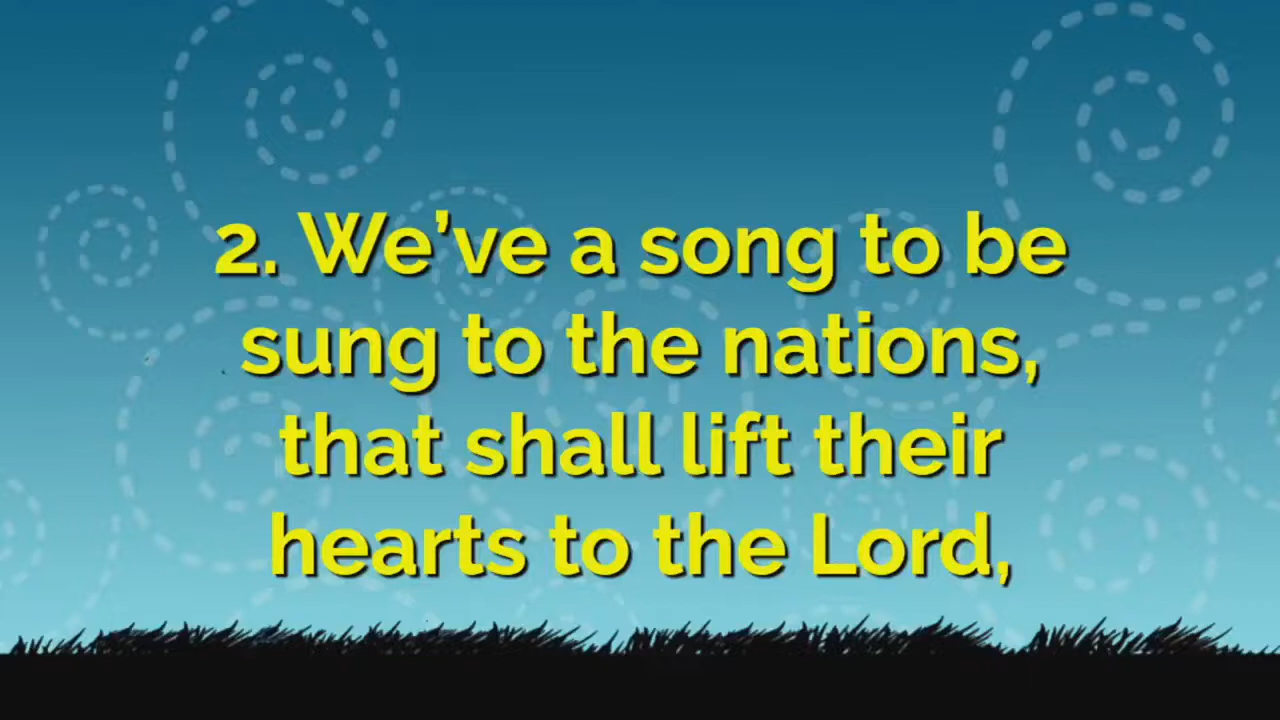 2. We’ve a song to be
sung to the nations,
that shall lift their
hearts to the Lord,